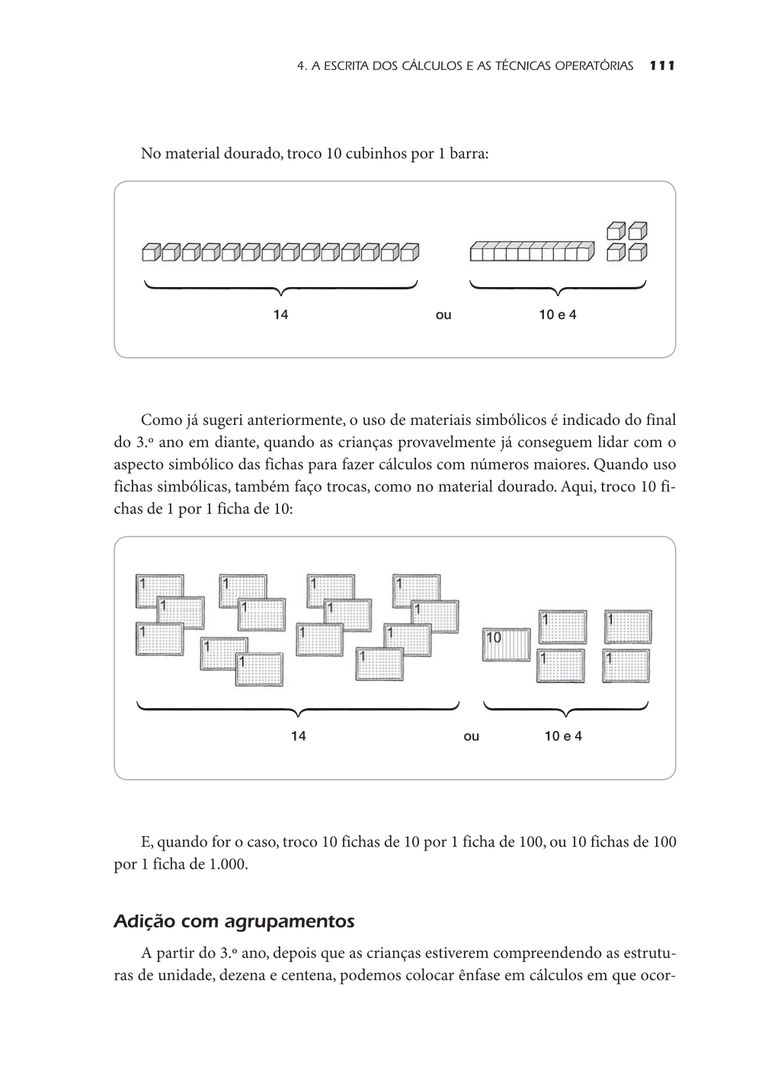 4. A ESCRITA DOS CÁLCULOS E AS TÉCNICAS OPERATÓRIAS 111
No material dourado, troco 10 cubinhos por 1 barra:
14 ou 10 e 4
Como já sugeri anteriormente, o uso de materiais simbólicos é indicado do final
do 3.º ano em diante, quando as crianças provavelmente já conseguem lidar com o
aspecto simbólico das fichas para fazer cálculos com números maiores. Quando uso
fichas simbólicas, também faço trocas, como no material dourado. Aqui, troco 10 fi-
chas de 1 por 1 ficha de 10:
1 1 1 1
1 1 1 1
1 1 1
1 1 1
10 1 1
1 1
14 ou 10 e 4
E, quando for o caso, troco 10 fichas de 10 por 1 ficha de 100, ou 10 fichas de 100
por 1 ficha de 1.000.
Adição com agrupamentos
A partir do 3.º ano, depois que as crianças estiverem compreendendo as estrutu-
ras de unidade, dezena e centena, podemos colocar ênfase em cálculos em que ocor-